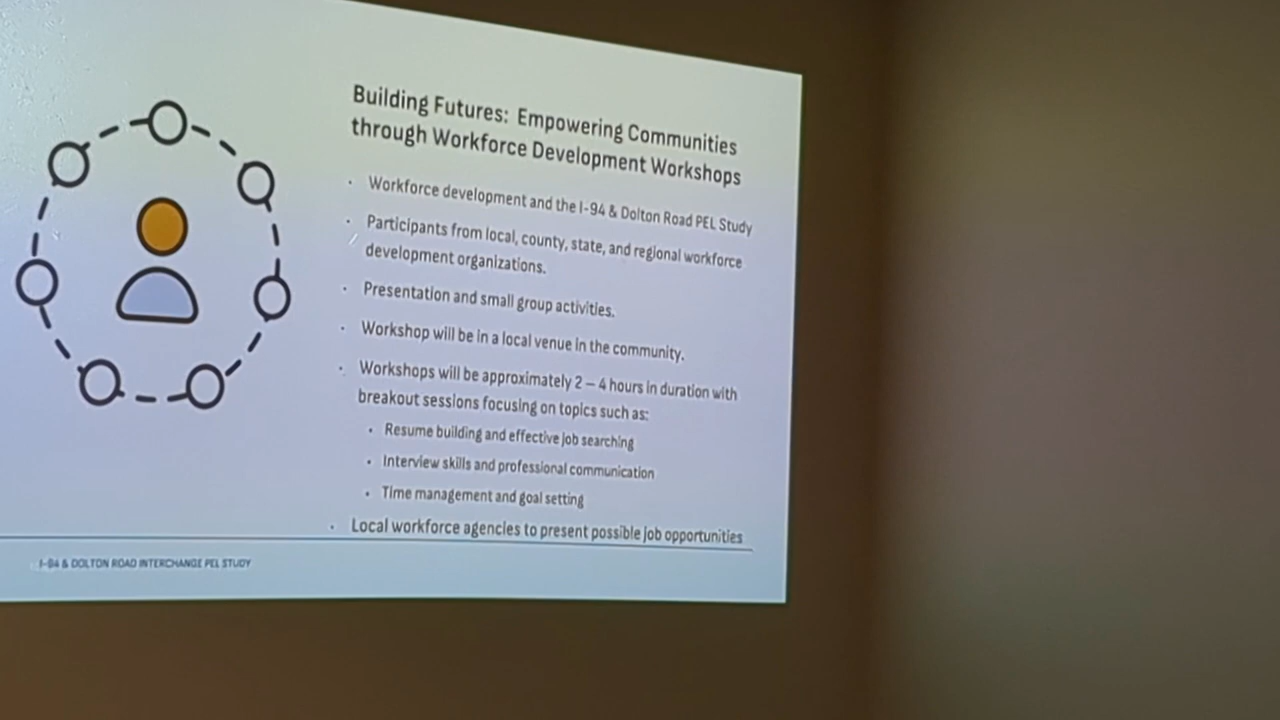 Building Futures: Empowering Communities
through Workforce Development Workshops
· Workforce development and the I-94 & Dolton Road PEL Study
· Participants from local, county, state, and regional workforce
development organizations.
· Presentation and small group activities.
· Workshop will be in a local venue in the community.
· Workshops will be approximately 2 – 4 hours in duration with
breakout sessions focusing on topics such as:
· Resume building and effective job searching
· Interview skills and professional communication
· Time management and goal setting
· Local workforce agencies to present possible job opportunities
I-94 & DOLTON ROAD INTERCHANGE PEL STUDY